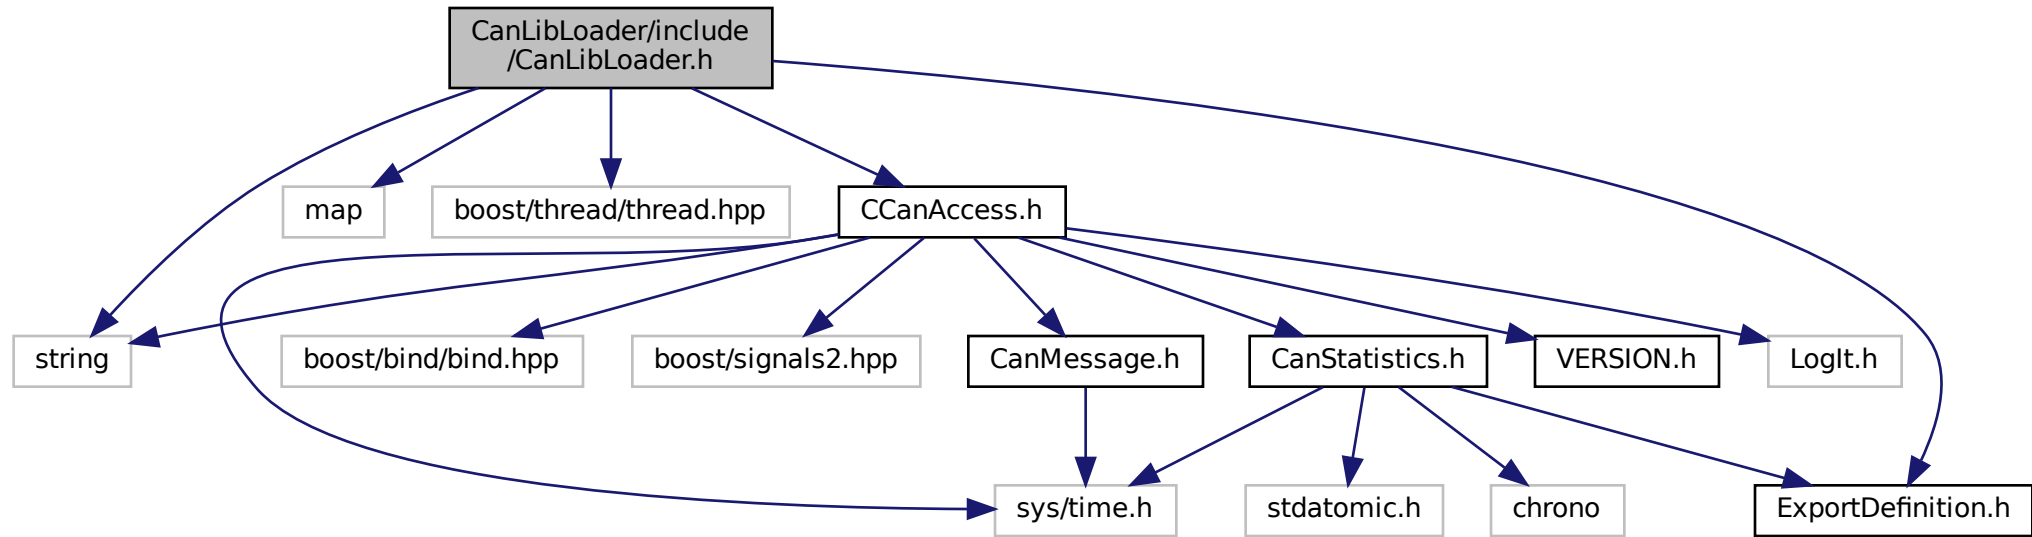 CanLibLoader/include
/CanLibLoader.h
map
boost/thread/thread.hpp
CCanAccess.h
string
boost/bind/bind.hpp
boost/signals2.hpp
CanMessage.h
CanStatistics.h
VERSION.h
LogIt.h
sys/time.h
stdatomic.h
chrono
ExportDefinition.h